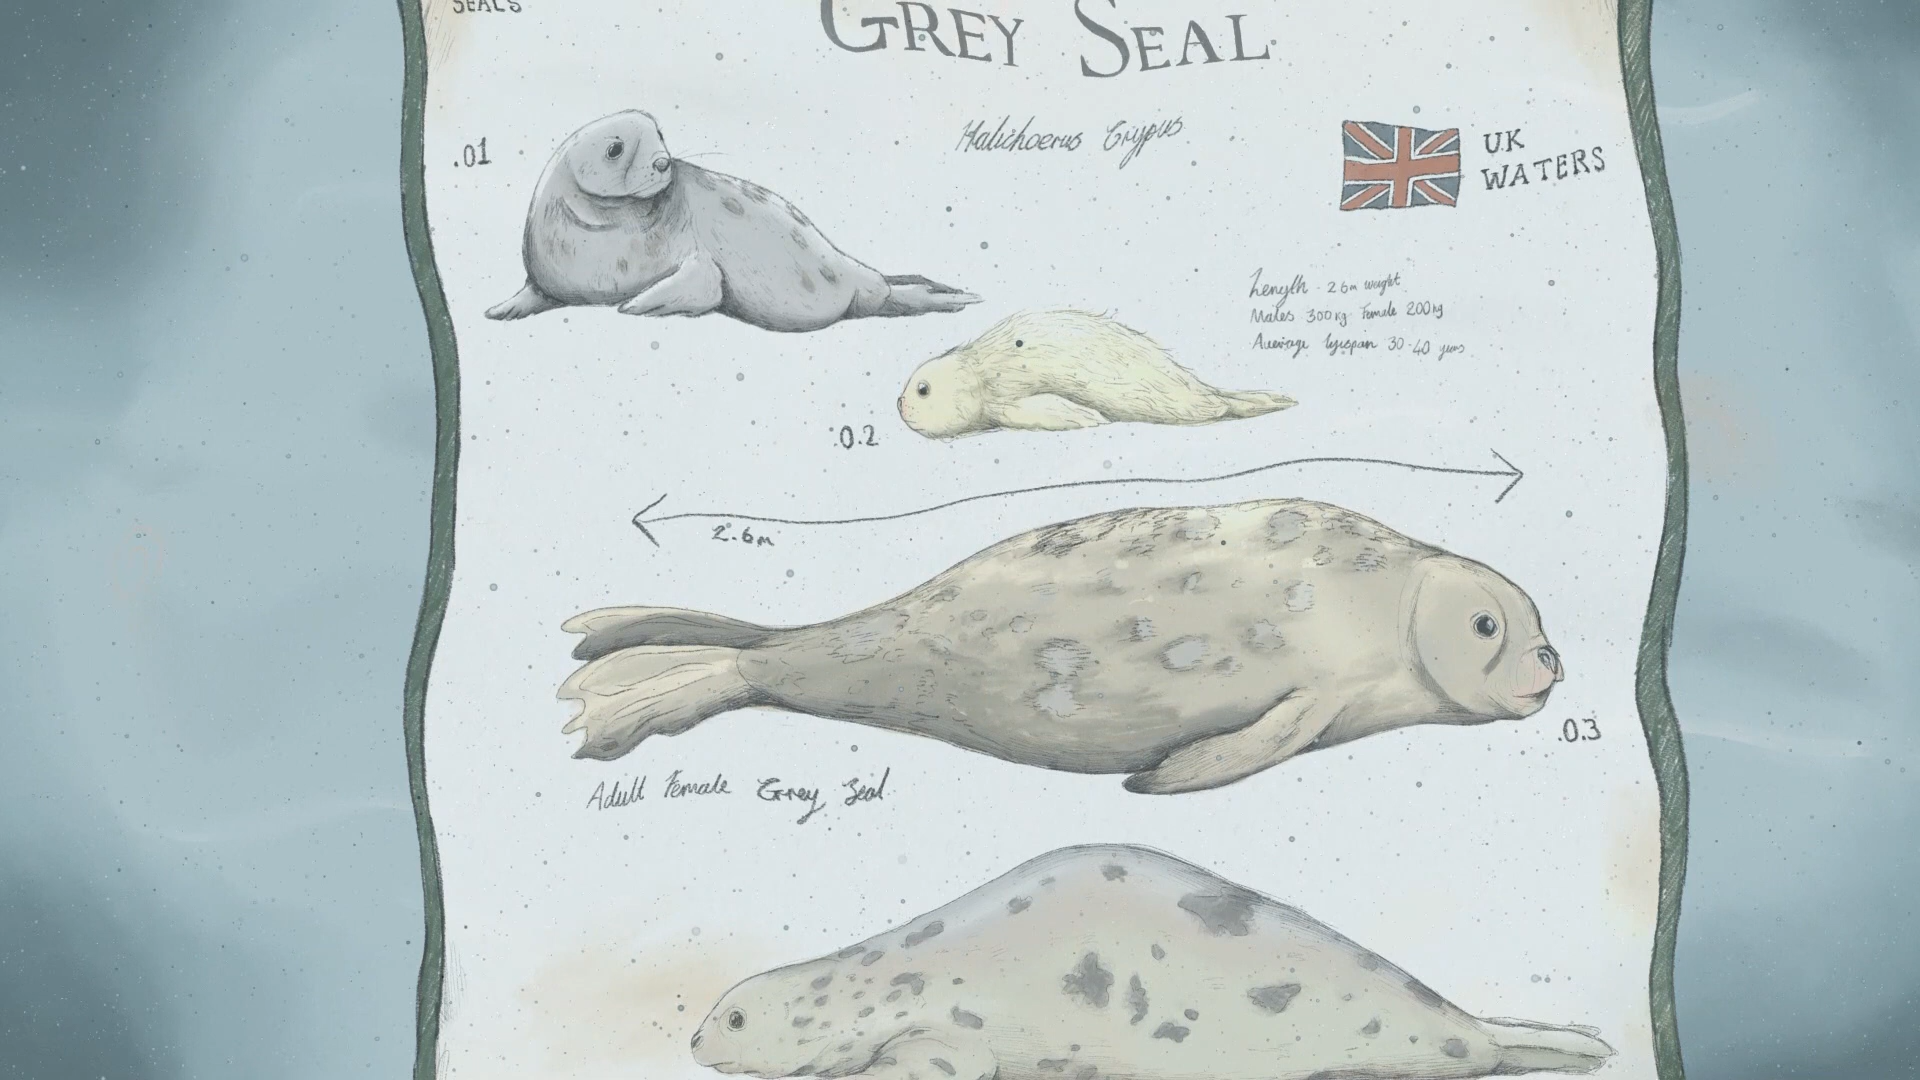 SEALS
GREY SEAL
Halichoerus Grypus
UK
WATERS
.01
Length - 2.6m weight
Males 300kg Female 200kg
Average lifespan 30-40 years
.0.2
2.6m
.0.3
Adult Female Grey Seal